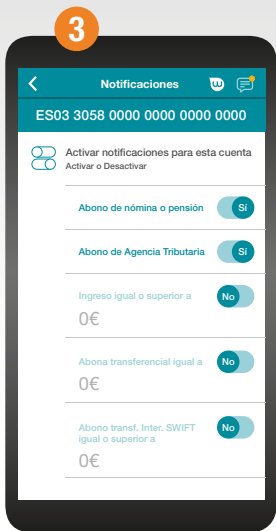 3
Notificaciones
ES03 3058 0000 0000 0000 0000
Activar notificaciones para esta cuenta
Activar o Desactivar
Abono de nómina o pensión Sí
Abono de Agencia Tributaria Sí
Ingreso igual o superior a No
0€
Abona transferencial igual a No
0€
Abono transf. Inter. SWIFT No
igual o superior a
0€